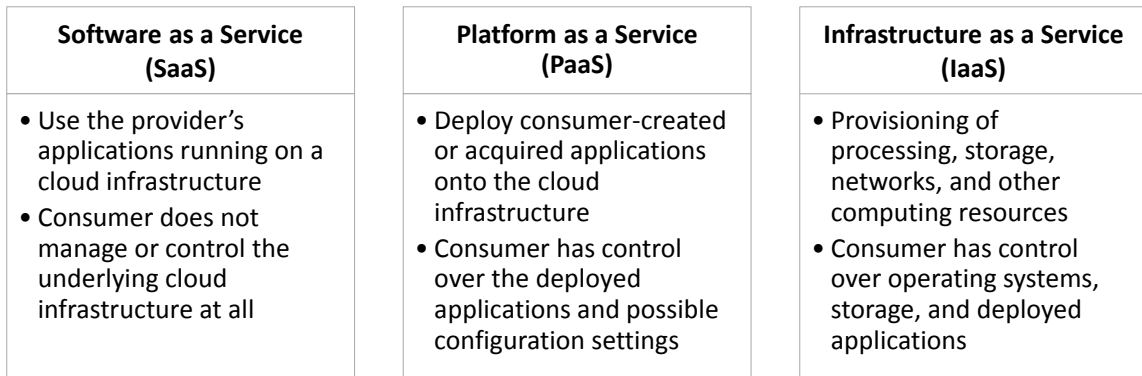 Software as a Service
(SaaS)
• Use the provider’s
applications running on a
cloud infrastructure
• Consumer does not
manage or control the
underlying cloud
infrastructure at all
Platform as a Service
(PaaS)
• Deploy consumer-created
or acquired applications
onto the cloud
infrastructure
• Consumer has control
over the deployed
applications and possible
configuration settings
Infrastructure as a Service
(IaaS)
• Provisioning of
processing, storage,
networks, and other
computing resources
• Consumer has control
over operating systems,
storage, and deployed
applications